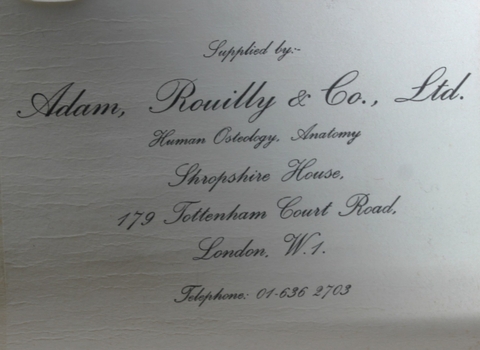 Supplied by:-
Adam, Rouilly & Co., Ltd.
Human Osteology, Anatomy
Shropshire House,
179 Tottenham Court Road,
London, W.1.
Telephone: 01-636 2703